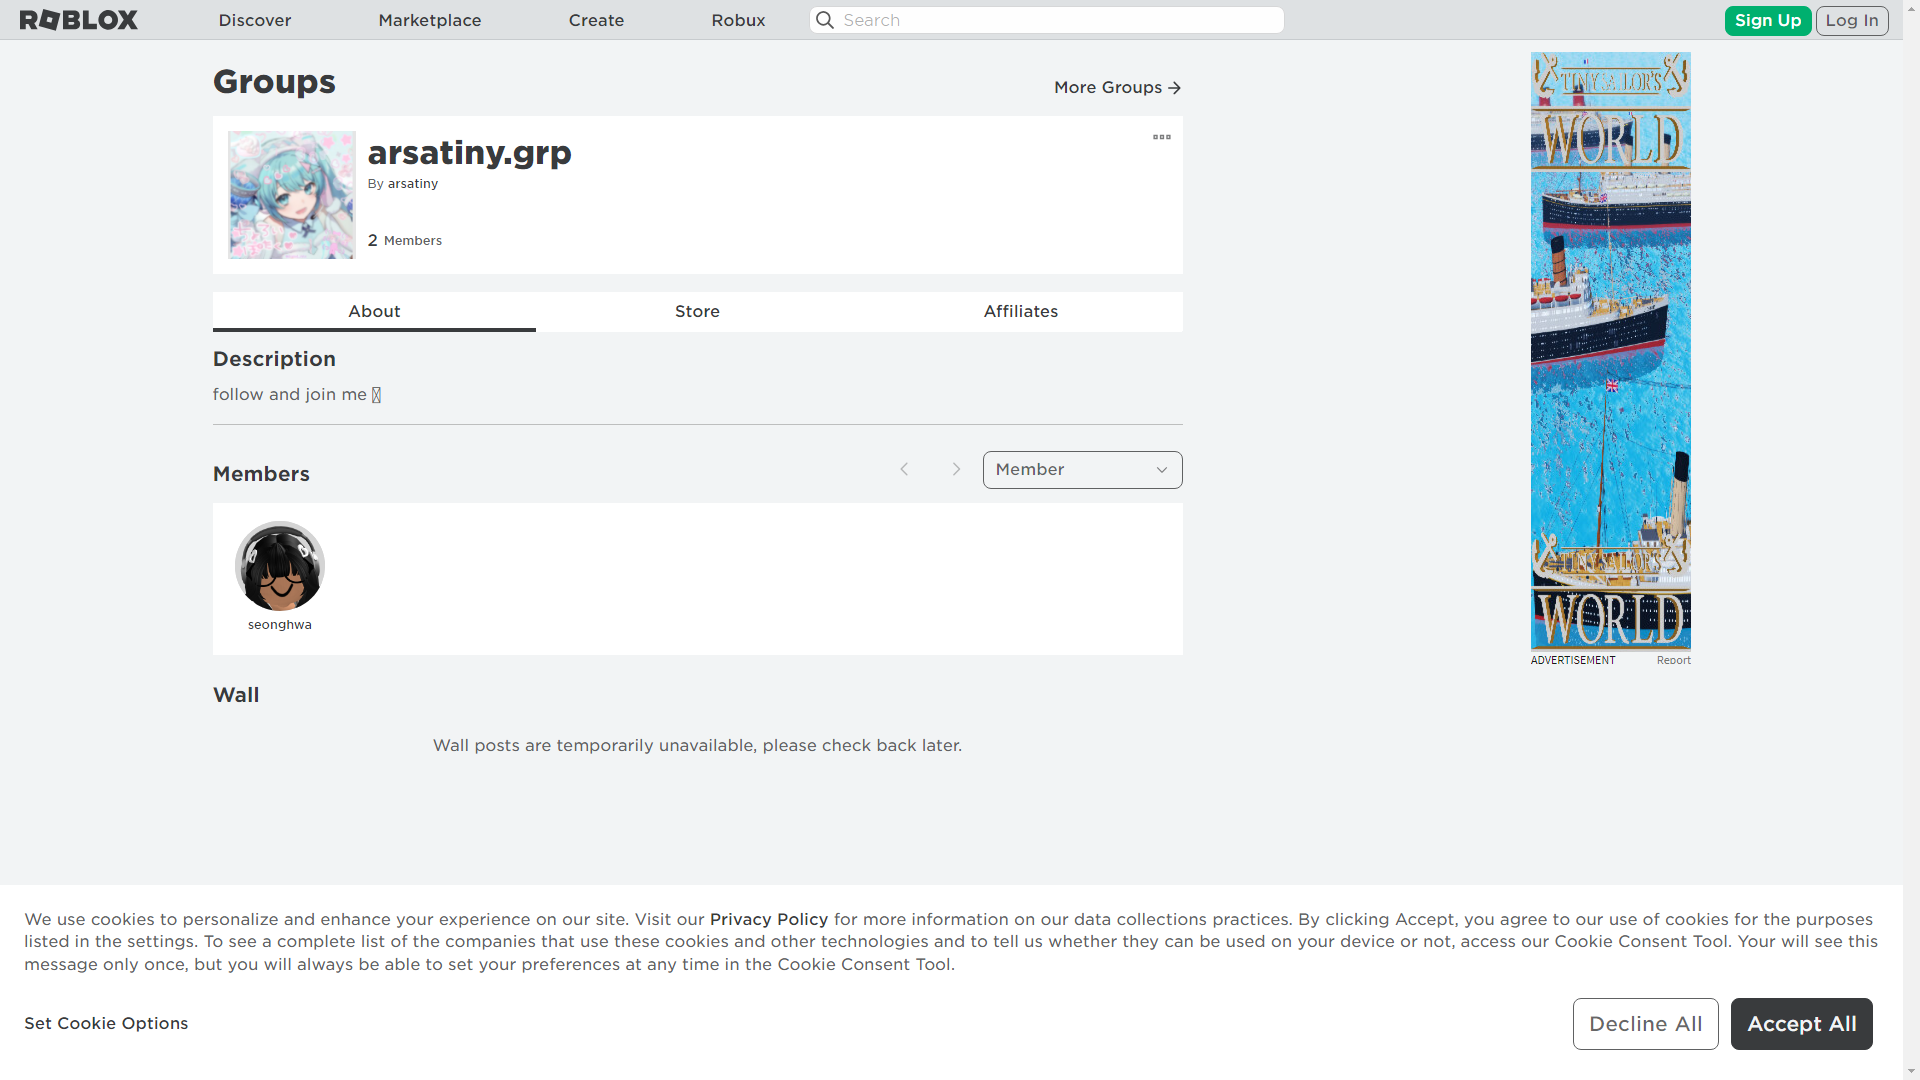 ROBLOX
Discover
Marketplace
Create
Robux
Search
Sign Up
Log In
Groups
More Groups
arsatiny.grp
By arsatiny
2 Members
About
Store
Affiliates
Description
follow and join me
Members
Member
seonghwa
Wall
Wall posts are temporarily unavailable, please check back later.
TINYSAILOR'S
WORLD
TINYSAILOR'S
WORLD
ADVERTISEMENT
Report
We use cookies to personalize and enhance your experience on our site. Visit our Privacy Policy for more information on our data collections practices. By clicking Accept, you agree to our use of cookies for the purposes
listed in the settings. To see a complete list of the companies that use these cookies and other technologies and to tell us whether they can be used on your device or not, access our Cookie Consent Tool. Your will see this
message only once, but you will always be able to set your preferences at any time in the Cookie Consent Tool.
Set Cookie Options
Decline All
Accept All